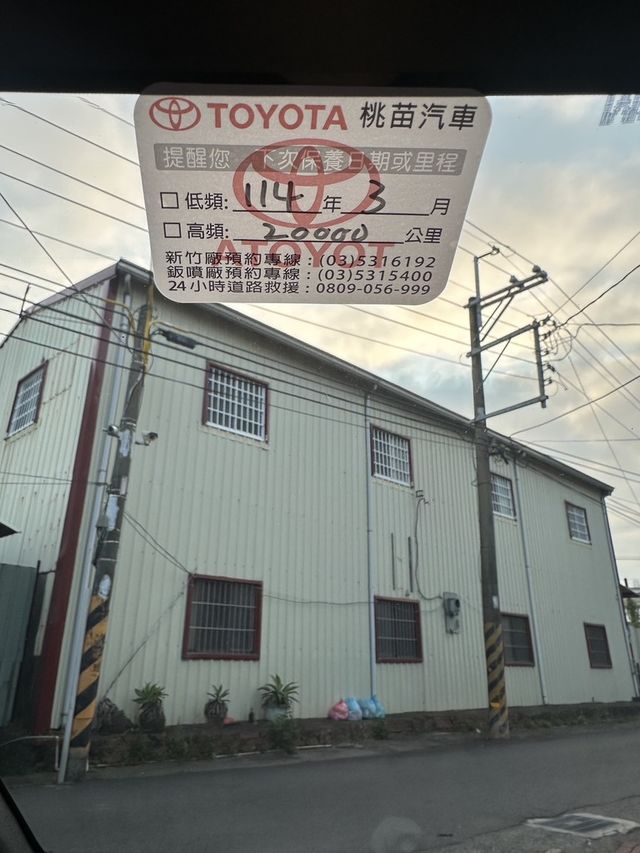 TOYOTA 桃苗汽車
提醒您 下次保養日期或里程
□ 低頻: 114 年 3 月
□ 高頻: 20000 公里
ATOYOT
新竹廠預約專線:(03)5316192
鈑噴廠預約專線:(03)5315400
24小時道路救援:0809-056-999